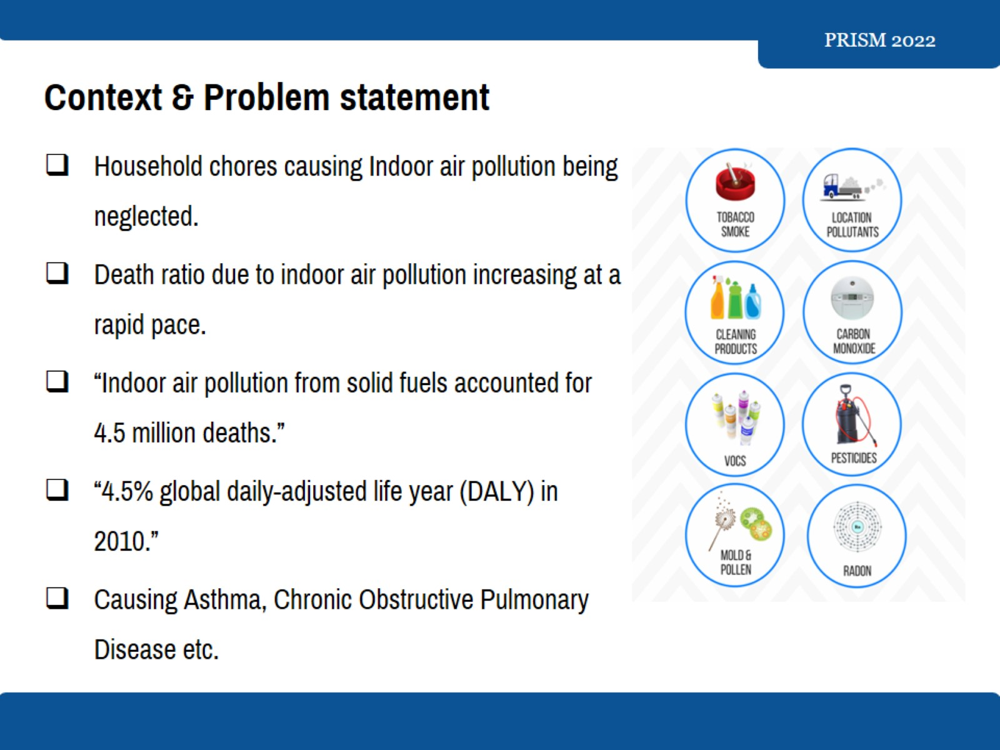 PRISM 2022
Context & Problem statement
❑ Household chores causing Indoor air pollution being
neglected.
❑ Death ratio due to indoor air pollution increasing at a
rapid pace.
❑ “Indoor air pollution from solid fuels accounted for
4.5 million deaths.”
❑ “4.5% global daily-adjusted life year (DALY) in
2010.”
❑ Causing Asthma, Chronic Obstructive Pulmonary
Disease etc.
TOBACCO
SMOKE
LOCATION
POLLUTANTS
CLEANING
PRODUCTS
CARBON
MONOXIDE
VOCS
PESTICIDES
MOLD &
POLLEN
RADON